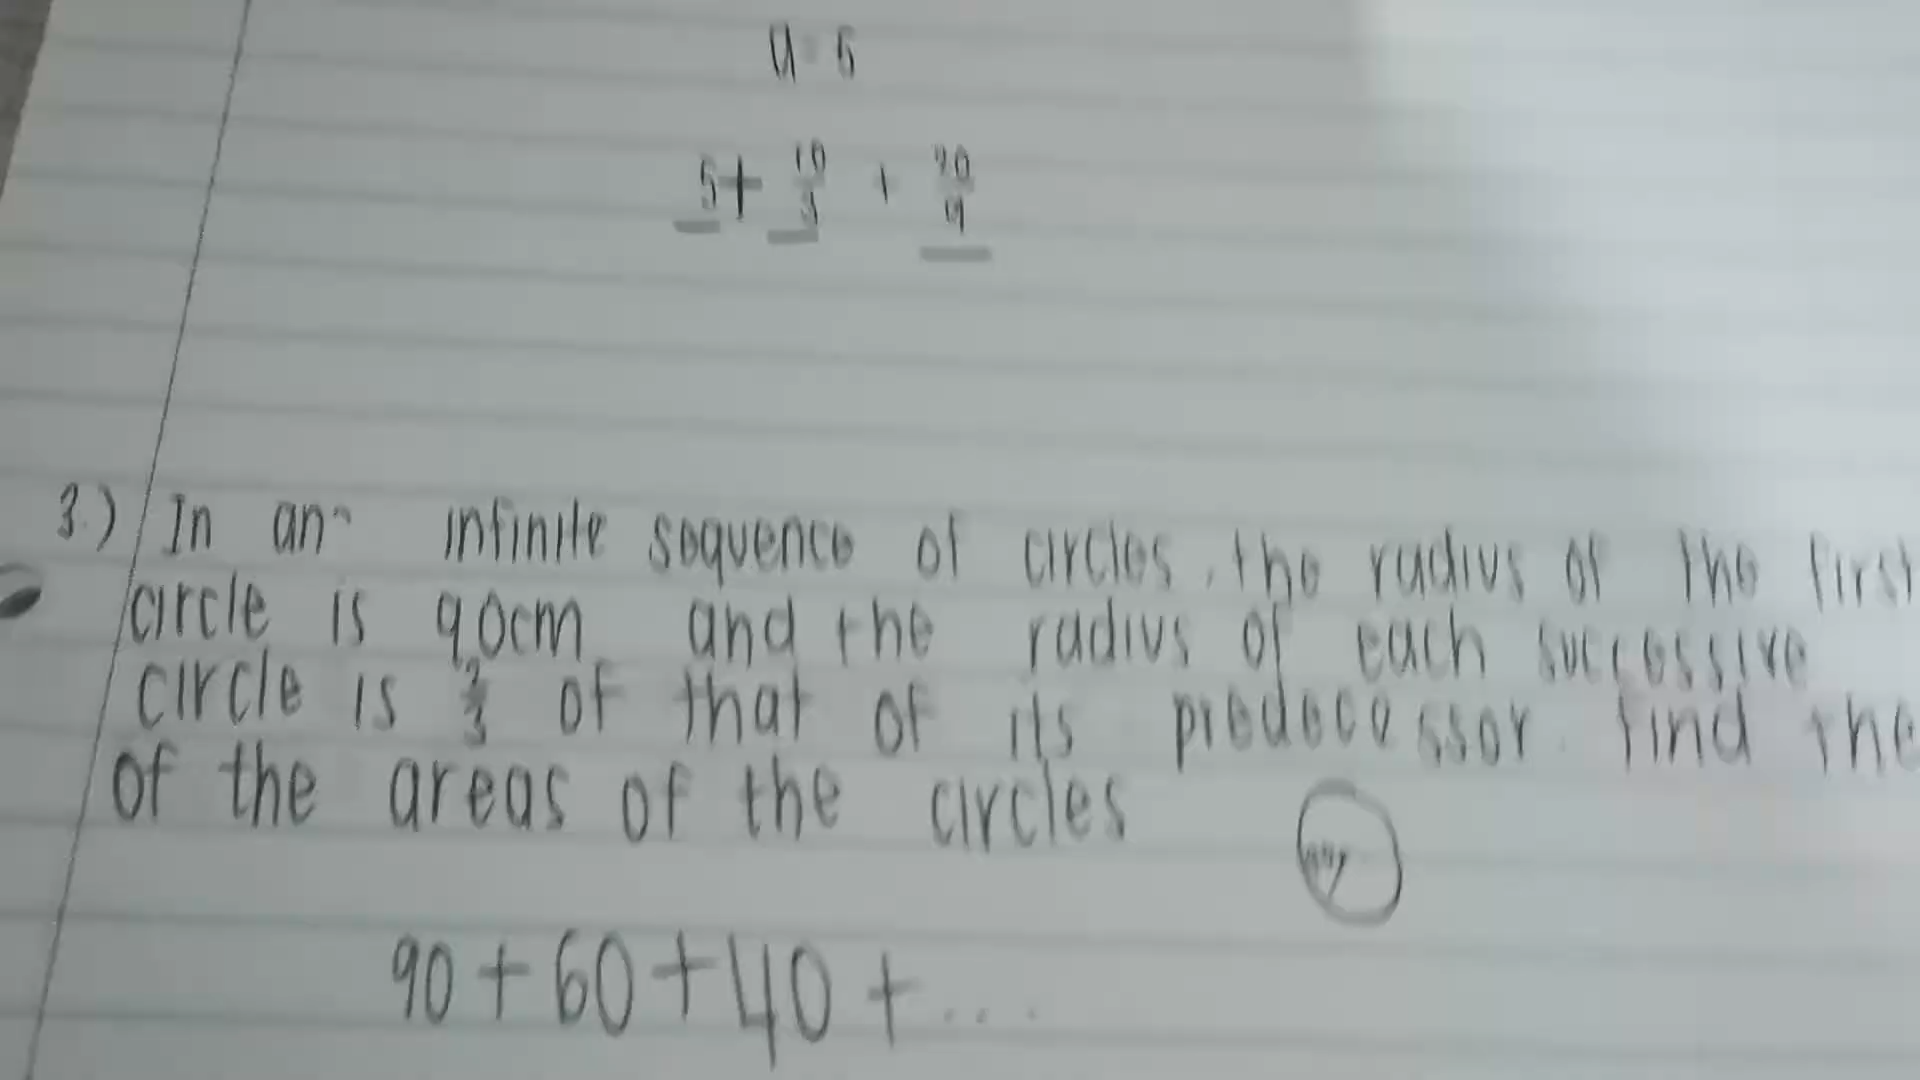 5 + 10/3 + 20/9
3.) In an infinite sequence of circles, the radius of the first
circle is 90cm and the radius of each successive
circle is 2/3 of that of its predecessor. find the
of the areas of the circles
90 + 60 + 40 + ...